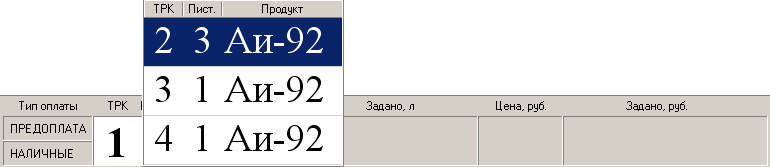 ТРК Пист. Продукт
2 3 Аи-92
3 1 Аи-92
4 1 Аи-92
Тип оплаты ТРК Задано, л Цена, руб. Задано, руб.
ПРЕДОПЛАТА
НАЛИЧНЫЕ
1